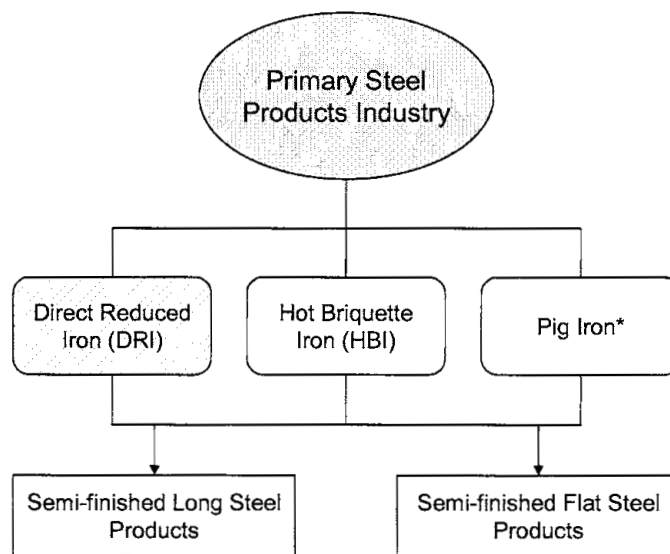 Primary Steel
Products Industry
Direct Reduced
Iron (DRI)
Hot Briquette
Iron (HBI)
Pig Iron*
Semi-finished Long Steel
Products
Semi-finished Flat Steel
Products